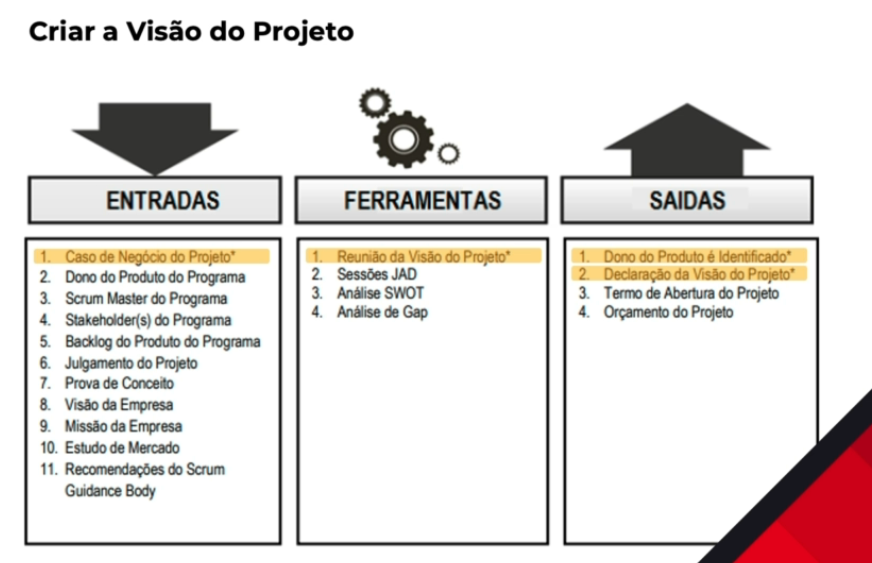 Criar a Visão do Projeto
ENTRADAS
1. Caso de Negócio do Projeto*
2. Dono do Produto do Programa
3. Scrum Master do Programa
4. Stakeholder(s) do Programa
5. Backlog do Produto do Programa
6. Julgamento do Projeto
7. Prova de Conceito
8. Visão da Empresa
9. Missão da Empresa
10. Estudo de Mercado
11. Recomendações do Scrum
Guidance Body
FERRAMENTAS
1. Reunião da Visão do Projeto*
2. Sessões JAD
3. Análise SWOT
4. Análise de Gap
SAIDAS
1. Dono do Produto é Identificado*
2. Declaração da Visão do Projeto*
3. Termo de Abertura do Projeto
4. Orçamento do Projeto